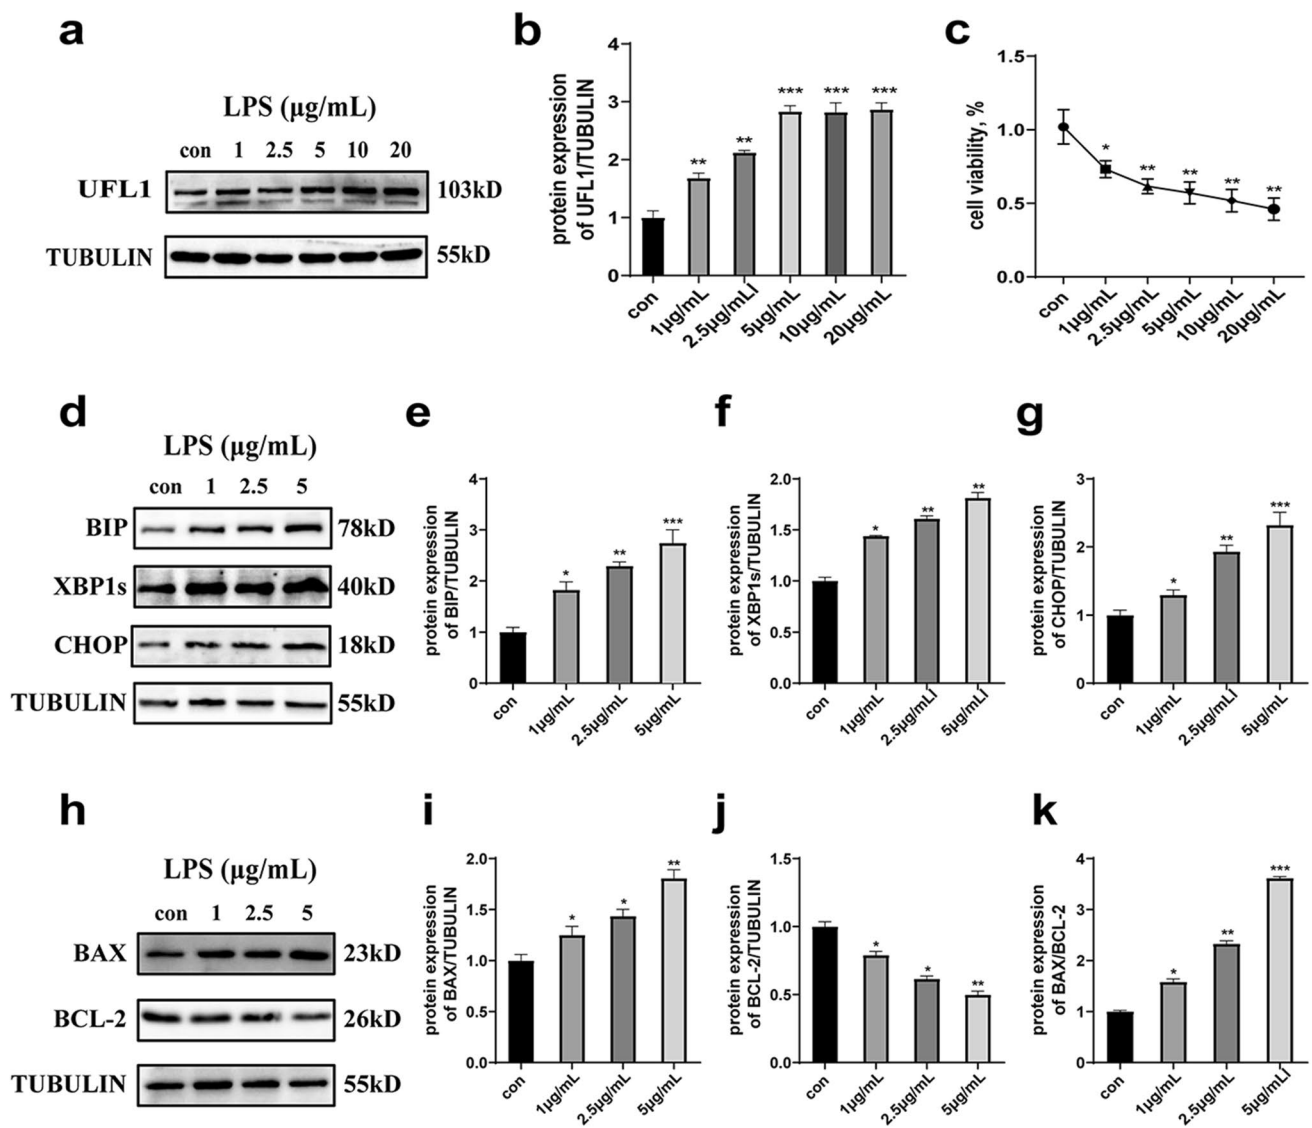 a
LPS (μg/mL)
con 1 2.5 5 10 20
UFL1 103kD
TUBULIN 55kD
b
protein expression
of UFL1/TUBULIN
4
3
2
1
0
** ** *** *** ***
con 1μg/mL 2.5μg/mLl 5μg/mL 10μg/mL 20μg/mL
c
cell viability, %
1.5
1.0
0.5
0.0
* ** ** ** **
con 1μg/mL 2.5μg/mL 5μg/mL 10μg/mL 20μg/mL
d
LPS (μg/mL)
con 1 2.5 5
BIP 78kD
XBP1s 40kD
CHOP 18kD
TUBULIN 55kD
e
protein expression
of BIP/TUBULIN
4
3
2
1
0
* ** ***
con 1μg/mL 2.5μg/mL 5μg/mL
f
protein expression
of XBP1s/TUBULIN
2.0
1.5
1.0
0.5
0.0
* ** **
con 1μg/mL 2.5μg/mLl 5μg/mLl
g
protein expression
of CHOP/TUBULIN
3
2
1
0
* ** ***
con 1μg/mL 2.5μg/mLl 5μg/mL
h
LPS (μg/mL)
con 1 2.5 5
BAX 23kD
BCL-2 26kD
TUBULIN 55kD
i
protein expression
of BAX/TUBULIN
2.0
1.5
1.0
0.5
0.0
* * **
con 1μg/mL 2.5μg/mL 5μg/mL
j
protein expression
of BCL-2/TUBULIN
1.5
1.0
0.5
0.0
* * **
con 1μg/mL 2.5μg/mL 5μg/mL
k
protein expression
of BAX/BCL-2
4
3
2
1
0
* ** ***
con 1μg/mL 2.5μg/mL 5μg/mLl